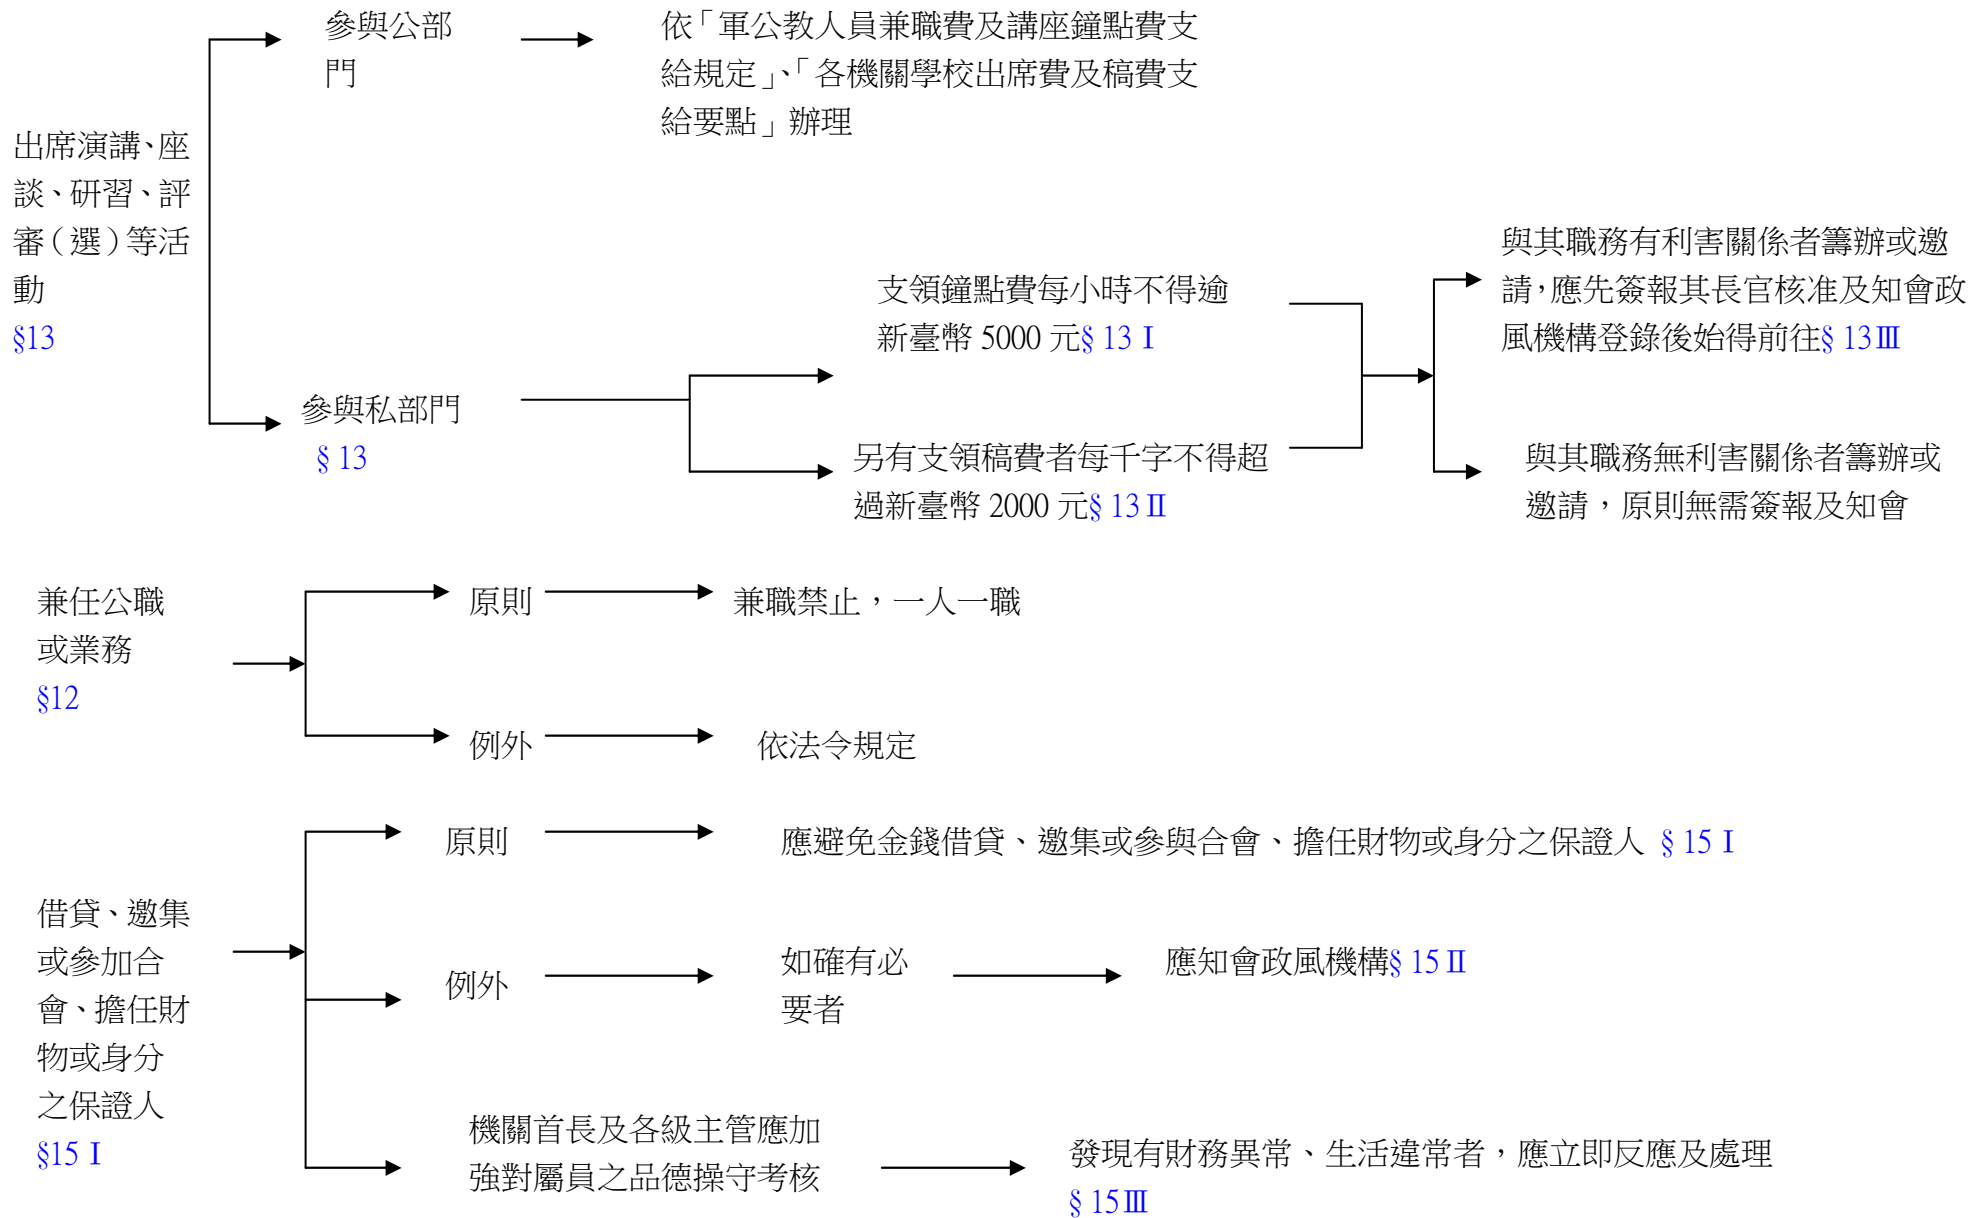 出席演講、座
談、研習、評
審（選）等活
動
§13
參與公部
門
依「軍公教人員兼職費及講座鐘點費支
給規定」、「各機關學校出席費及稿費支
給要點」辦理
參與私部門
§ 13
支領鐘點費每小時不得逾
新臺幣 5000 元§ 13 I
另有支領稿費者每千字不得超
過新臺幣 2000 元§ 13 II
與其職務有利害關係者籌辦或邀
請，應先簽報其長官核准及知會政
風機構登錄後始得前往§ 13III
與其職務無利害關係者籌辦或
邀請，原則無需簽報及知會
兼任公職
或業務
§12
原則
兼職禁止，一人一職
例外
依法令規定
借貸、邀集
或參加合
會、擔任財
物或身分
之保證人
§15 I
原則
應避免金錢借貸、邀集或參與合會、擔任財物或身分之保證人 § 15 I
例外
如確有必
要者
應知會政風機構§ 15 II
機關首長及各級主管應加
強對屬員之品德操守考核
發現有財務異常、生活違常者，應立即反應及處理
§ 15III